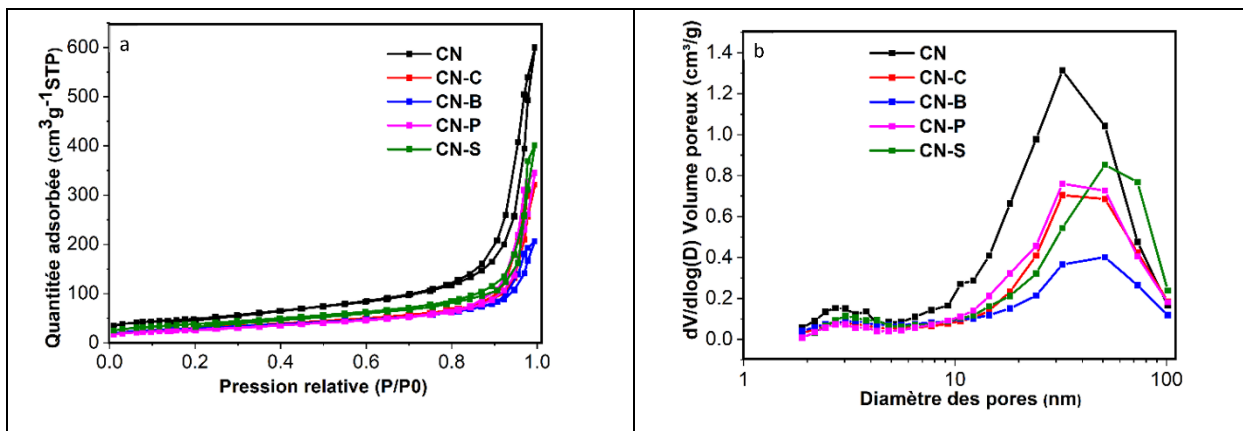 a
600
500
400
300
200
100
0
Quantitée adsorbée (cm³g⁻¹STP)
CN
CN-C
CN-B
CN-P
CN-S
0.0 0.2 0.4 0.6 0.8 1.0
Pression relative (P/P0)
b
1.4
1.2
1.0
0.8
0.6
0.4
0.2
0.0
dV/dlog(D) Volume poreux (cm³/g)
CN
CN-C
CN-B
CN-P
CN-S
1 10 100
Diamètre des pores (nm)